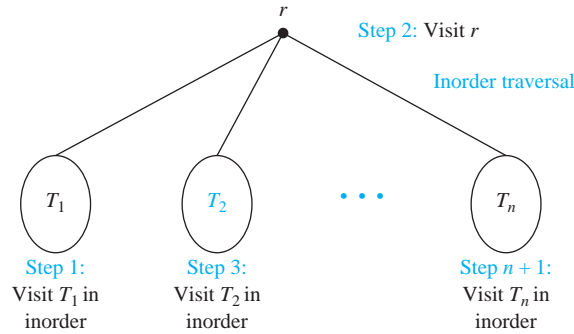 r
Step 2: Visit r
Inorder traversal
T1
T2
...
Tn
Step 1:
Visit T1 in
inorder
Step 3:
Visit T2 in
inorder
Step n + 1:
Visit Tn in
inorder